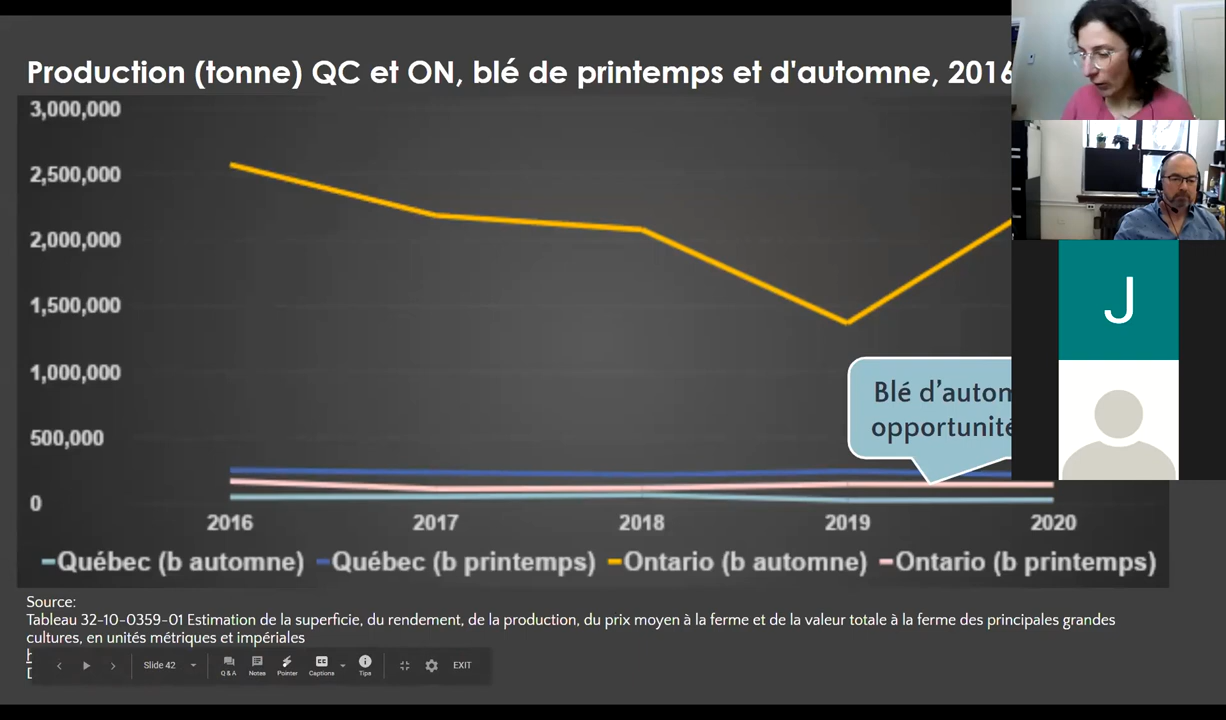 Production (tonne) QC et ON, blé de printemps et d'automne, 2016
3,000,000
2,500,000
2,000,000
1,500,000
1,000,000
500,000
0
Blé d'autom
opportunité
2016 2017 2018 2019 2020
Québec (b automne) Québec (b printemps) Ontario (b automne) Ontario (b printemps)
Source:
Tableau 32-10-0359-01 Estimation de la superficie, du rendement, de la production, du prix moyen à la ferme et de la valeur totale à la ferme des principales grandes
cultures, en unités métriques et impériales
Slide 42 Q & A Notes Pointer Captions Tips EXIT
J